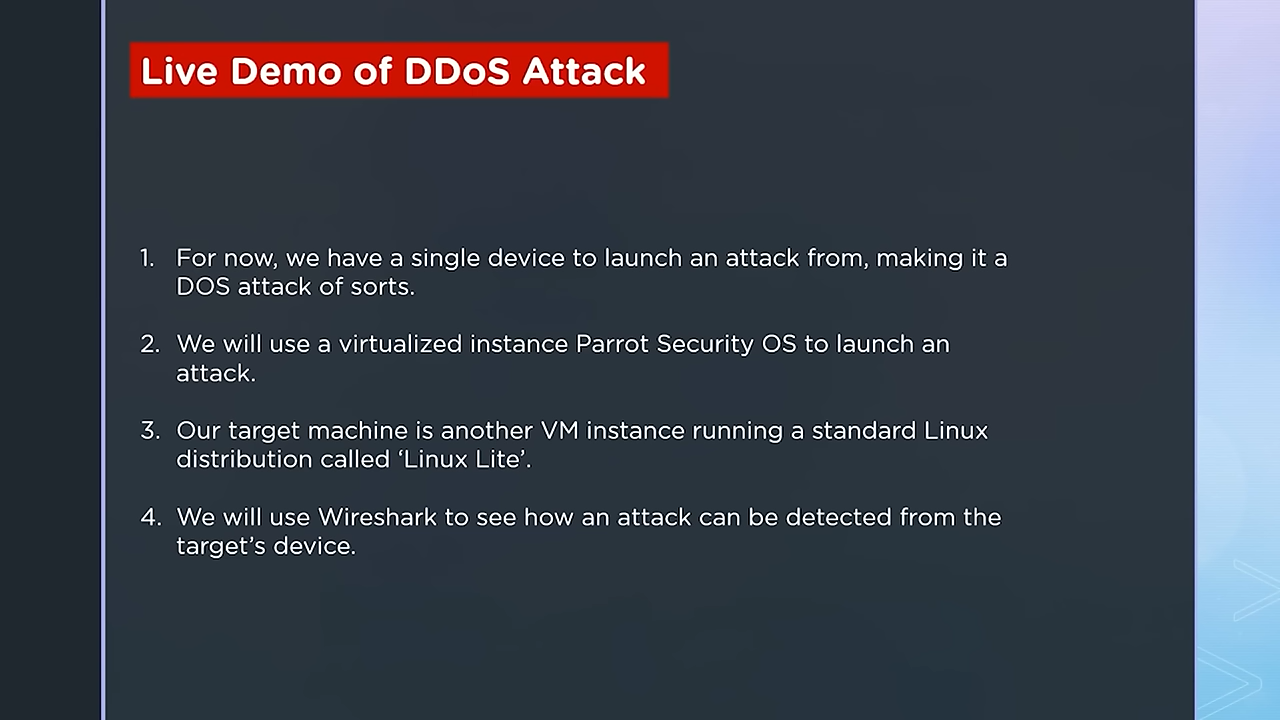 Live Demo of DDoS Attack
1. For now, we have a single device to launch an attack from, making it a
DOS attack of sorts.
2. We will use a virtualized instance Parrot Security OS to launch an
attack.
3. Our target machine is another VM instance running a standard Linux
distribution called ‘Linux Lite’.
4. We will use Wireshark to see how an attack can be detected from the
target’s device.